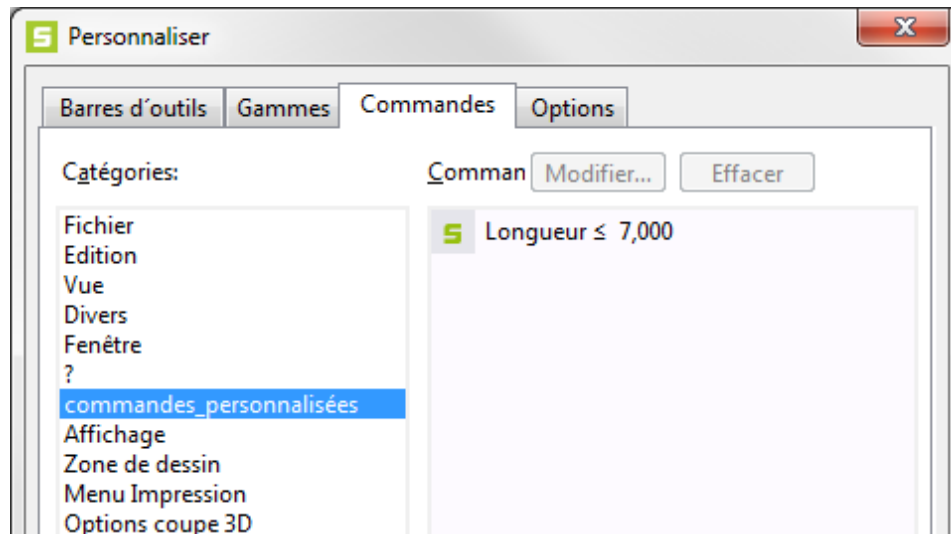 Personnaliser
Barres d´outils Gammes Commandes Options
Catégories: Comman Modifier... Effacer
Fichier
Edition
Vue
Divers
Fenêtre
?
commandes_personnalisées
Affichage
Zone de dessin
Menu Impression
Options coupe 3D
Longueur ≤ 7,000